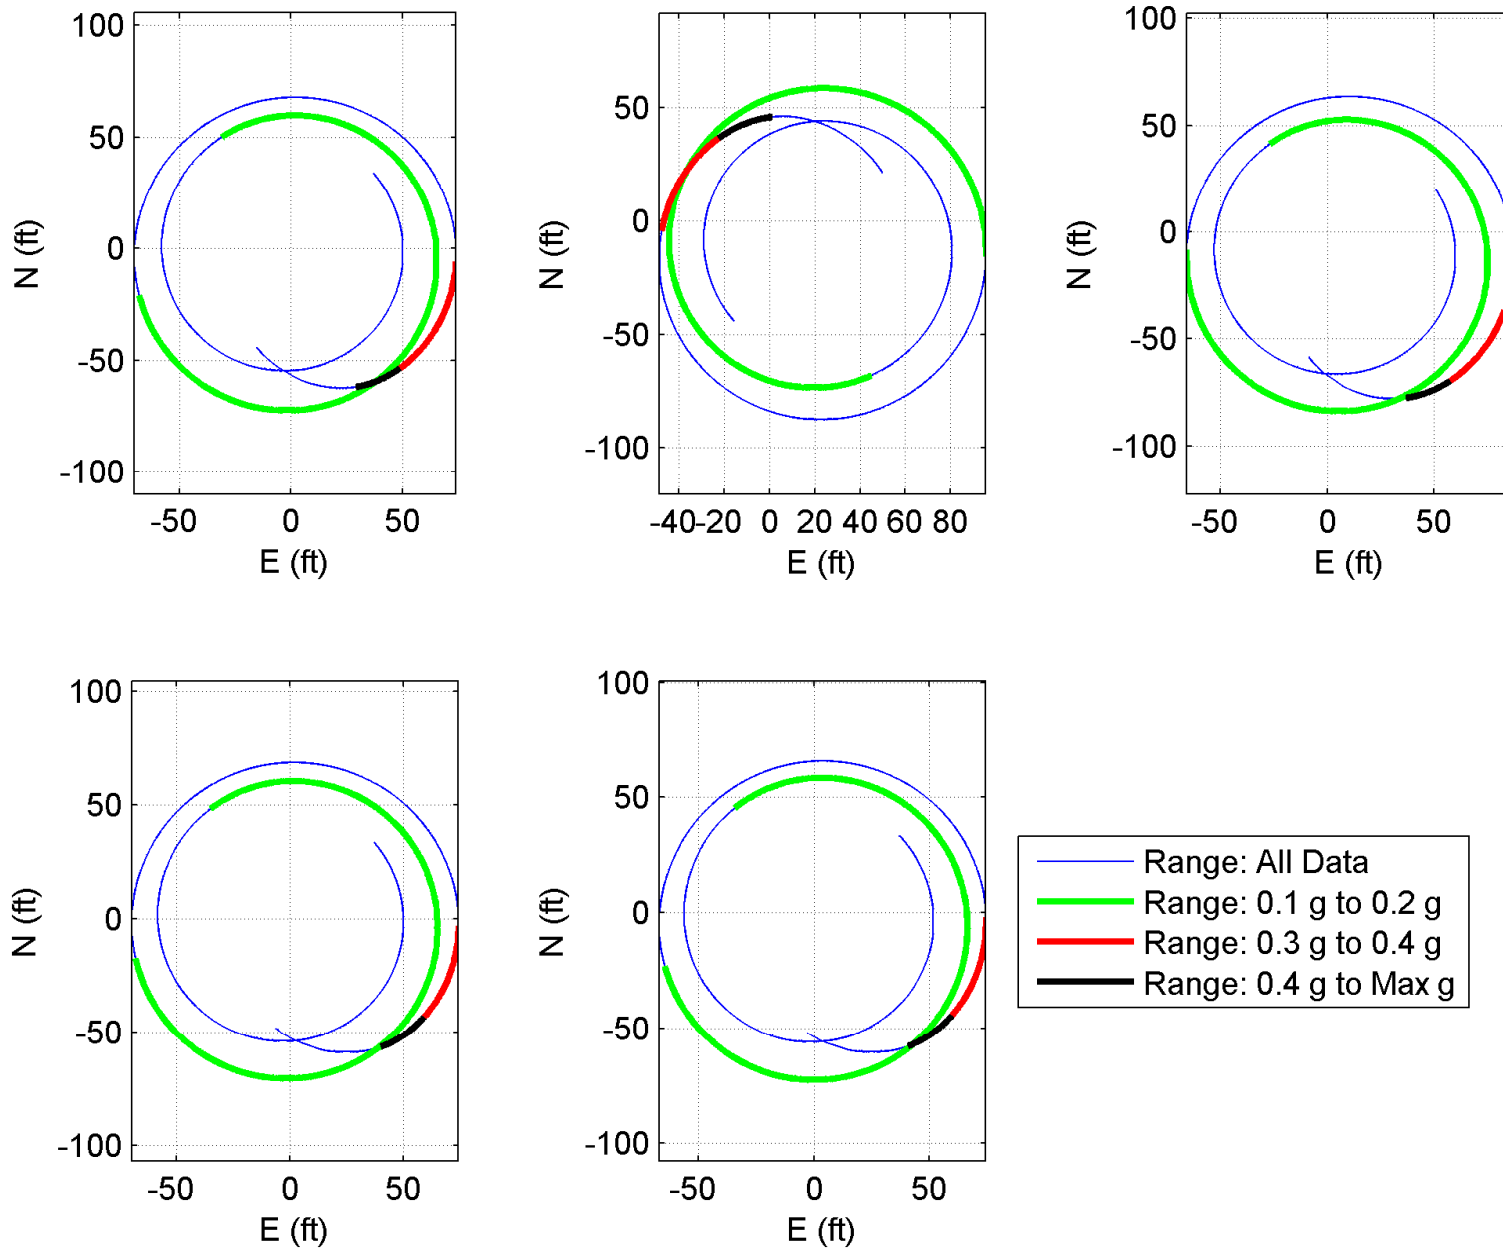 100
50
0
-50
-100
N (ft)
-50 0 50
E (ft)
50
0
-50
-100
N (ft)
-40 -20 0 20 40 60 80
E (ft)
100
50
0
-50
-100
N (ft)
-50 0 50
E (ft)
100
50
0
-50
-100
N (ft)
-50 0 50
E (ft)
100
50
0
-50
-100
N (ft)
-50 0 50
E (ft)
Range: All Data
Range: 0.1 g to 0.2 g
Range: 0.3 g to 0.4 g
Range: 0.4 g to Max g